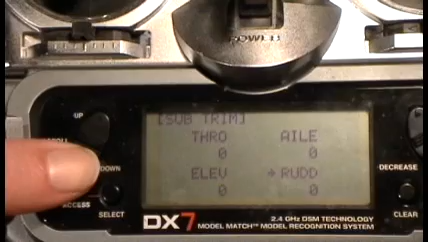 POWER
UP
[SUB TRIM]
THRO AILE
0 0
DOWN
DECREASE
ELEV → RUDD
0 0
ACCESS
SELECT
CLEAR
DX7
2.4 GHz DSM TECHNOLOGY
MODEL MATCH™ MODEL RECOGNITION SYSTEM